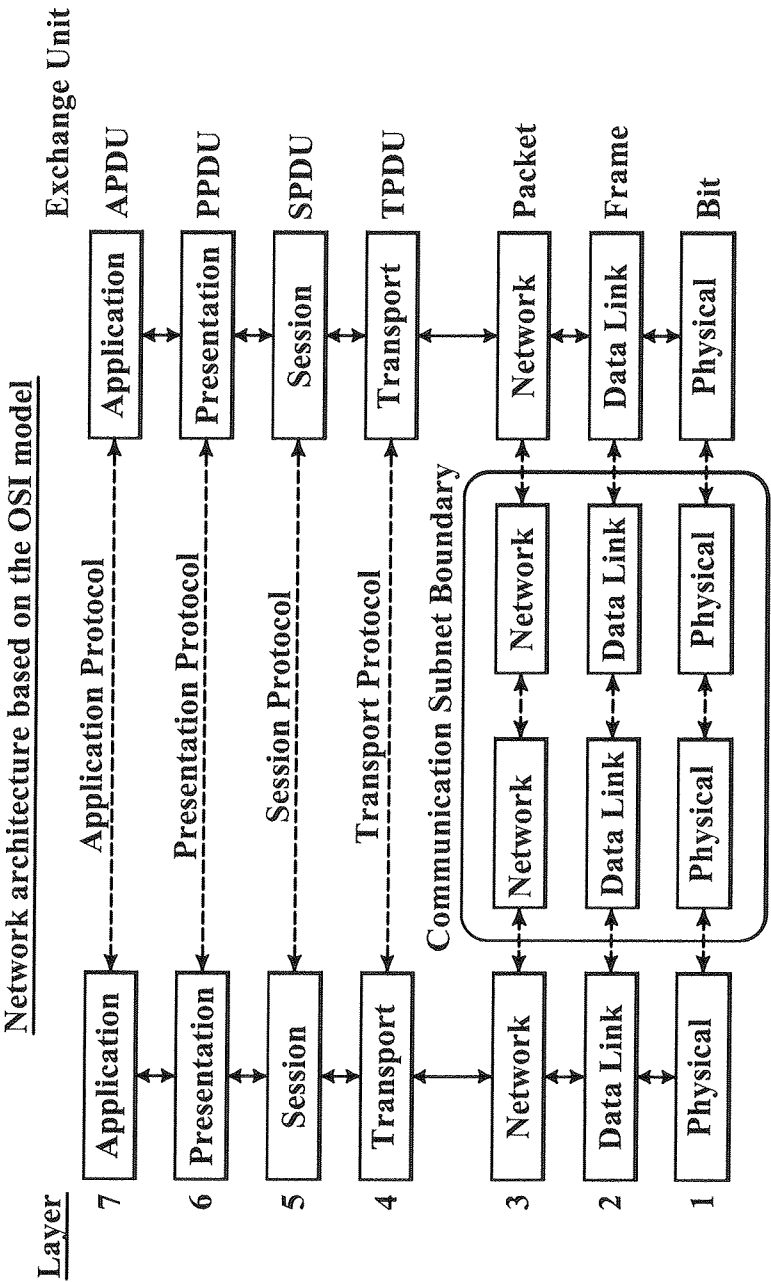 Network architecture based on the OSI model
Layer
Exchange Unit
7
Application
Application Protocol
Application
APDU
6
Presentation
Presentation Protocol
Presentation
PPDU
5
Session
Session Protocol
Session
SPDU
4
Transport
Transport Protocol
Transport
TPDU
Communication Subnet Boundary
3
Network
Network
Network
Network
Packet
2
Data Link
Data Link
Data Link
Data Link
Frame
1
Physical
Physical
Physical
Physical
Bit